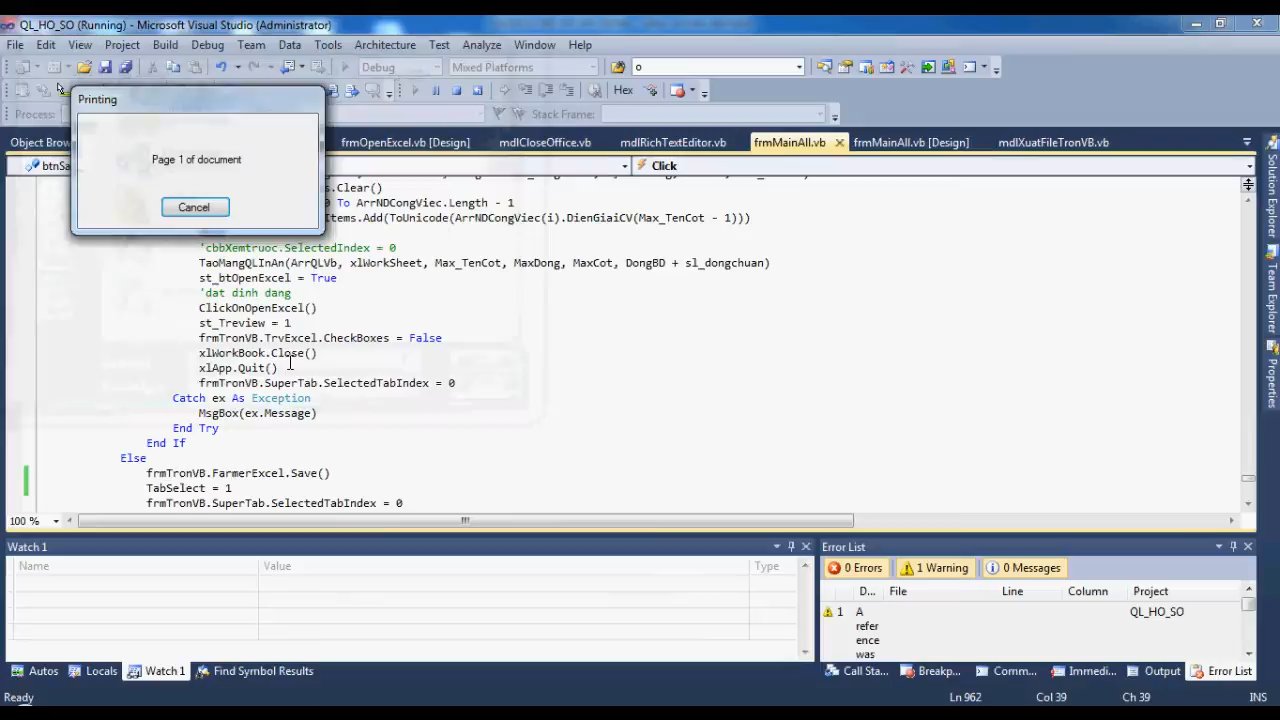 QL_HO_SO (Running) - Microsoft Visual Studio (Administrator)
File Edit View Project Build Debug Team Data Tools Architecture Test Analyze Window Help
Debug Mixed Platforms o
Hex
Process: Stack Frame:
Printing
Page 1 of document
Cancel
Object Brow frmOpenExcel.vb [Design] mdlCloseOffice.vb mdlRichTextEditor.vb frmMainAll.vb frmMainAll.vb [Design] mdlXuatFileTronVB.vb
btnSa Click
s.Clear()
0 To ArrNDCongViec.Length - 1
Items.Add(ToUnicode(ArrNDCongViec(i).DienGiaiCV(Max_TenCot - 1)))
'cbbXemtruoc.SelectedIndex = 0
TaoMangQLInAn(ArrQLVb, xlWorkSheet, Max_TenCot, MaxDong, MaxCot, DongBD + sl_dongchuan)
st_btOpenExcel = True
'dat dinh dang
ClickOnOpenExcel()
st_Treview = 1
frmTronVB.TrvExcel.CheckBoxes = False
xlWorkBook.Close()
xlApp.Quit()
frmTronVB.SuperTab.SelectedTabIndex = 0
Catch ex As Exception
MsgBox(ex.Message)
End Try
End If
Else
frmTronVB.FarmerExcel.Save()
TabSelect = 1
frmTronVB.SuperTab.SelectedTabIndex = 0
100 %
Solution Explorer
Team Explorer
Properties
Watch 1
Name Value Type
Error List
0 Errors 1 Warning 0 Messages
D... File Line Column Project
1 A QL_HO_SO
refer
ence
was
Autos Locals Watch 1 Find Symbol Results
Call Sta... Breakp... Comm... Immedi... Output Error List
Ready Ln 962 Col 39 Ch 39 INS